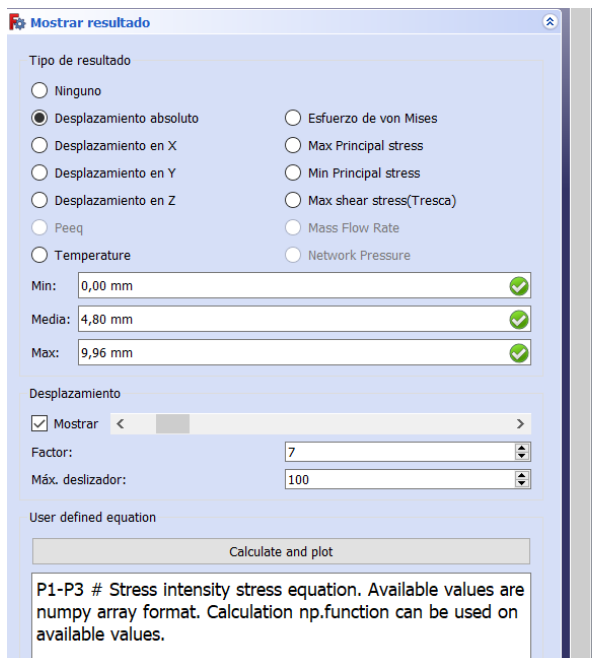 Mostrar resultado
Tipo de resultado
Ninguno
Desplazamiento absoluto
Esfuerzo de von Mises
Desplazamiento en X
Max Principal stress
Desplazamiento en Y
Min Principal stress
Desplazamiento en Z
Max shear stress(Tresca)
Peeq
Mass Flow Rate
Temperature
Network Pressure
Min: 0,00 mm
Media: 4,80 mm
Max: 9,96 mm
Desplazamiento
Mostrar
Factor: 7
Máx. deslizador: 100
User defined equation
Calculate and plot
P1-P3 # Stress intensity stress equation. Available values are
numpy array format. Calculation np.function can be used on
available values.